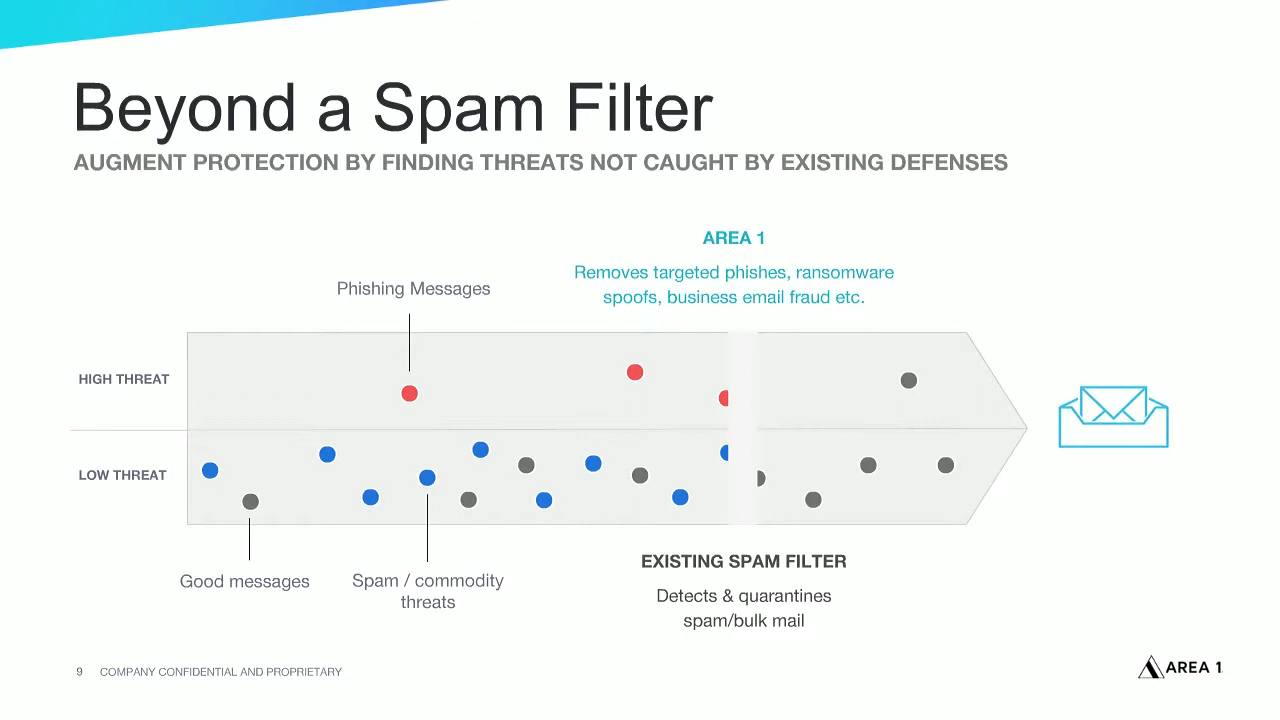 Beyond a Spam Filter
AUGMENT PROTECTION BY FINDING THREATS NOT CAUGHT BY EXISTING DEFENSES
AREA 1
Removes targeted phishes, ransomware
spoofs, business email fraud etc.
Phishing Messages
HIGH THREAT
LOW THREAT
EXISTING SPAM FILTER
Detects & quarantines
spam/bulk mail
Good messages
Spam / commodity
threats
9 COMPANY CONFIDENTIAL AND PROPRIETARY
AREA 1